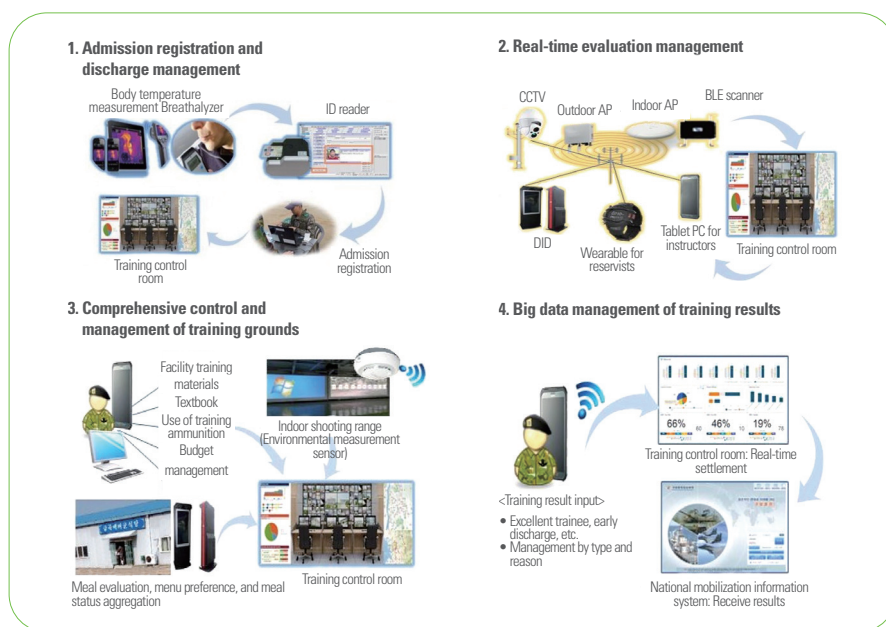 1. Admission registration and
discharge management
Body temperature
measurement Breathalyzer
ID reader
Training control
room
Admission
registration
2. Real-time evaluation management
CCTV
Outdoor AP
Indoor AP
BLE scanner
DID
Wearable for
reservists
Tablet PC for
instructors
Training control room
3. Comprehensive control and
management of training grounds
Facility training
materials
Textbook
Use of training
ammunition
Budget
management
Indoor shooting range
(Environmental measurement
sensor)
Meal evaluation, menu preference, and meal
status aggregation
Training control room
4. Big data management of training results
<Training result input>
• Excellent trainee, early
discharge, etc.
• Management by type and
reason
66%
60
46%
10
19%
76
Training control room: Real-time
settlement
National mobilization information
system: Receive results